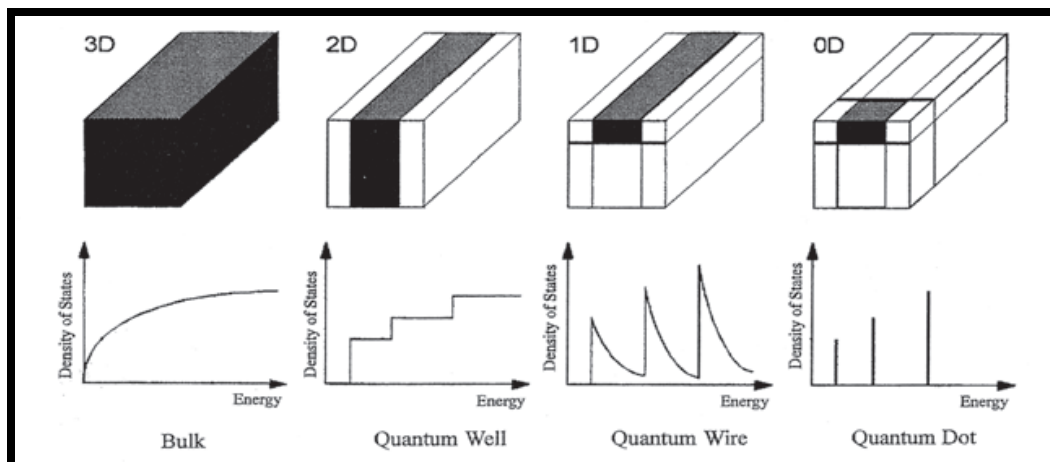 3D
2D
1D
0D
Density of States
Energy
Density of States
Energy
Density of States
Energy
Density of States
Energy
Bulk
Quantum Well
Quantum Wire
Quantum Dot